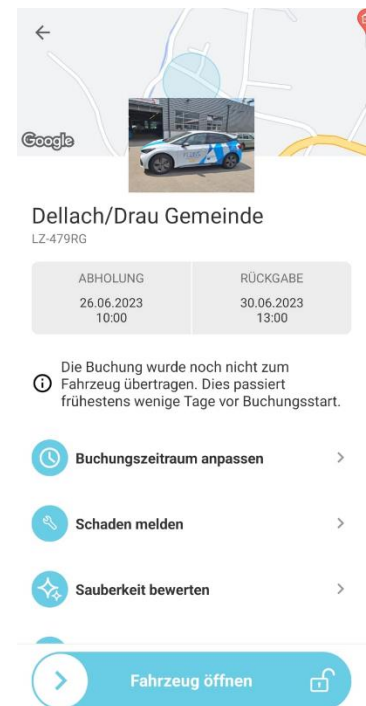 Google
Dellach/Drau Gemeinde
LZ-479RG
ABHOLUNG
26.06.2023
10:00
RÜCKGABE
30.06.2023
13:00
Die Buchung wurde noch nicht zum
Fahrzeug übertragen. Dies passiert
frühestens wenige Tage vor Buchungsstart.
Buchungszeitraum anpassen
Schaden melden
Sauberkeit bewerten
Fahrzeug öffnen